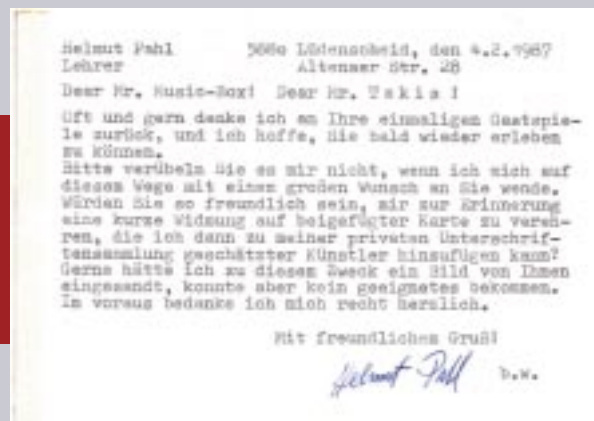 Helmut Pahl 5880 Lüdenscheid, den 4.2.1987
Lehrer Altenaer Str. 28
Dear Mr. Music-Box! Dear Mr. Takis !
Oft und gern denke ich an Ihre einmaligen Gastspie-
le zurück, und ich hoffe, Sie bald wieder erleben
zu können.
Bitte verübeln Sie es mir nicht, wenn ich mich auf
diesem Wege mit einem großen Wunsch an Sie wende.
Würden Sie so freundlich sein, mir zur Erinnerung
eine kurze Widmung auf beigefügter Karte zu vereh-
ren, die ich dann zu meiner privaten Unterschrif-
tensammlung geschätzter Künstler hinzufügen kann?
Gerne hätte ich zu diesem Zweck ein Bild von Ihnen
eingesandt, konnte aber kein geeignetes bekommen.
Im voraus bedanke ich mich recht herzlich.
Mit freundlichem Gruß!
Helmut Pahl b.w.